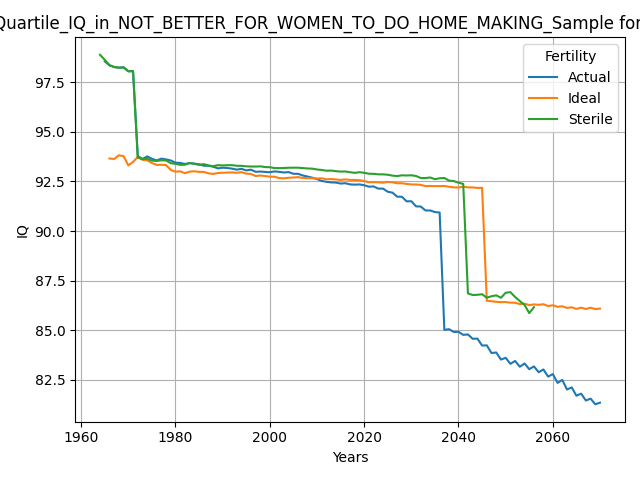 Quartile_IQ_in_NOT_BETTER_FOR_WOMEN_TO_DO_HOME_MAKING_Sample for
Fertility
Actual
Ideal
Sterile
97.5
95.0
92.5
90.0
87.5
85.0
82.5
IQ
1960
1980
2000
2020
2040
2060
Years